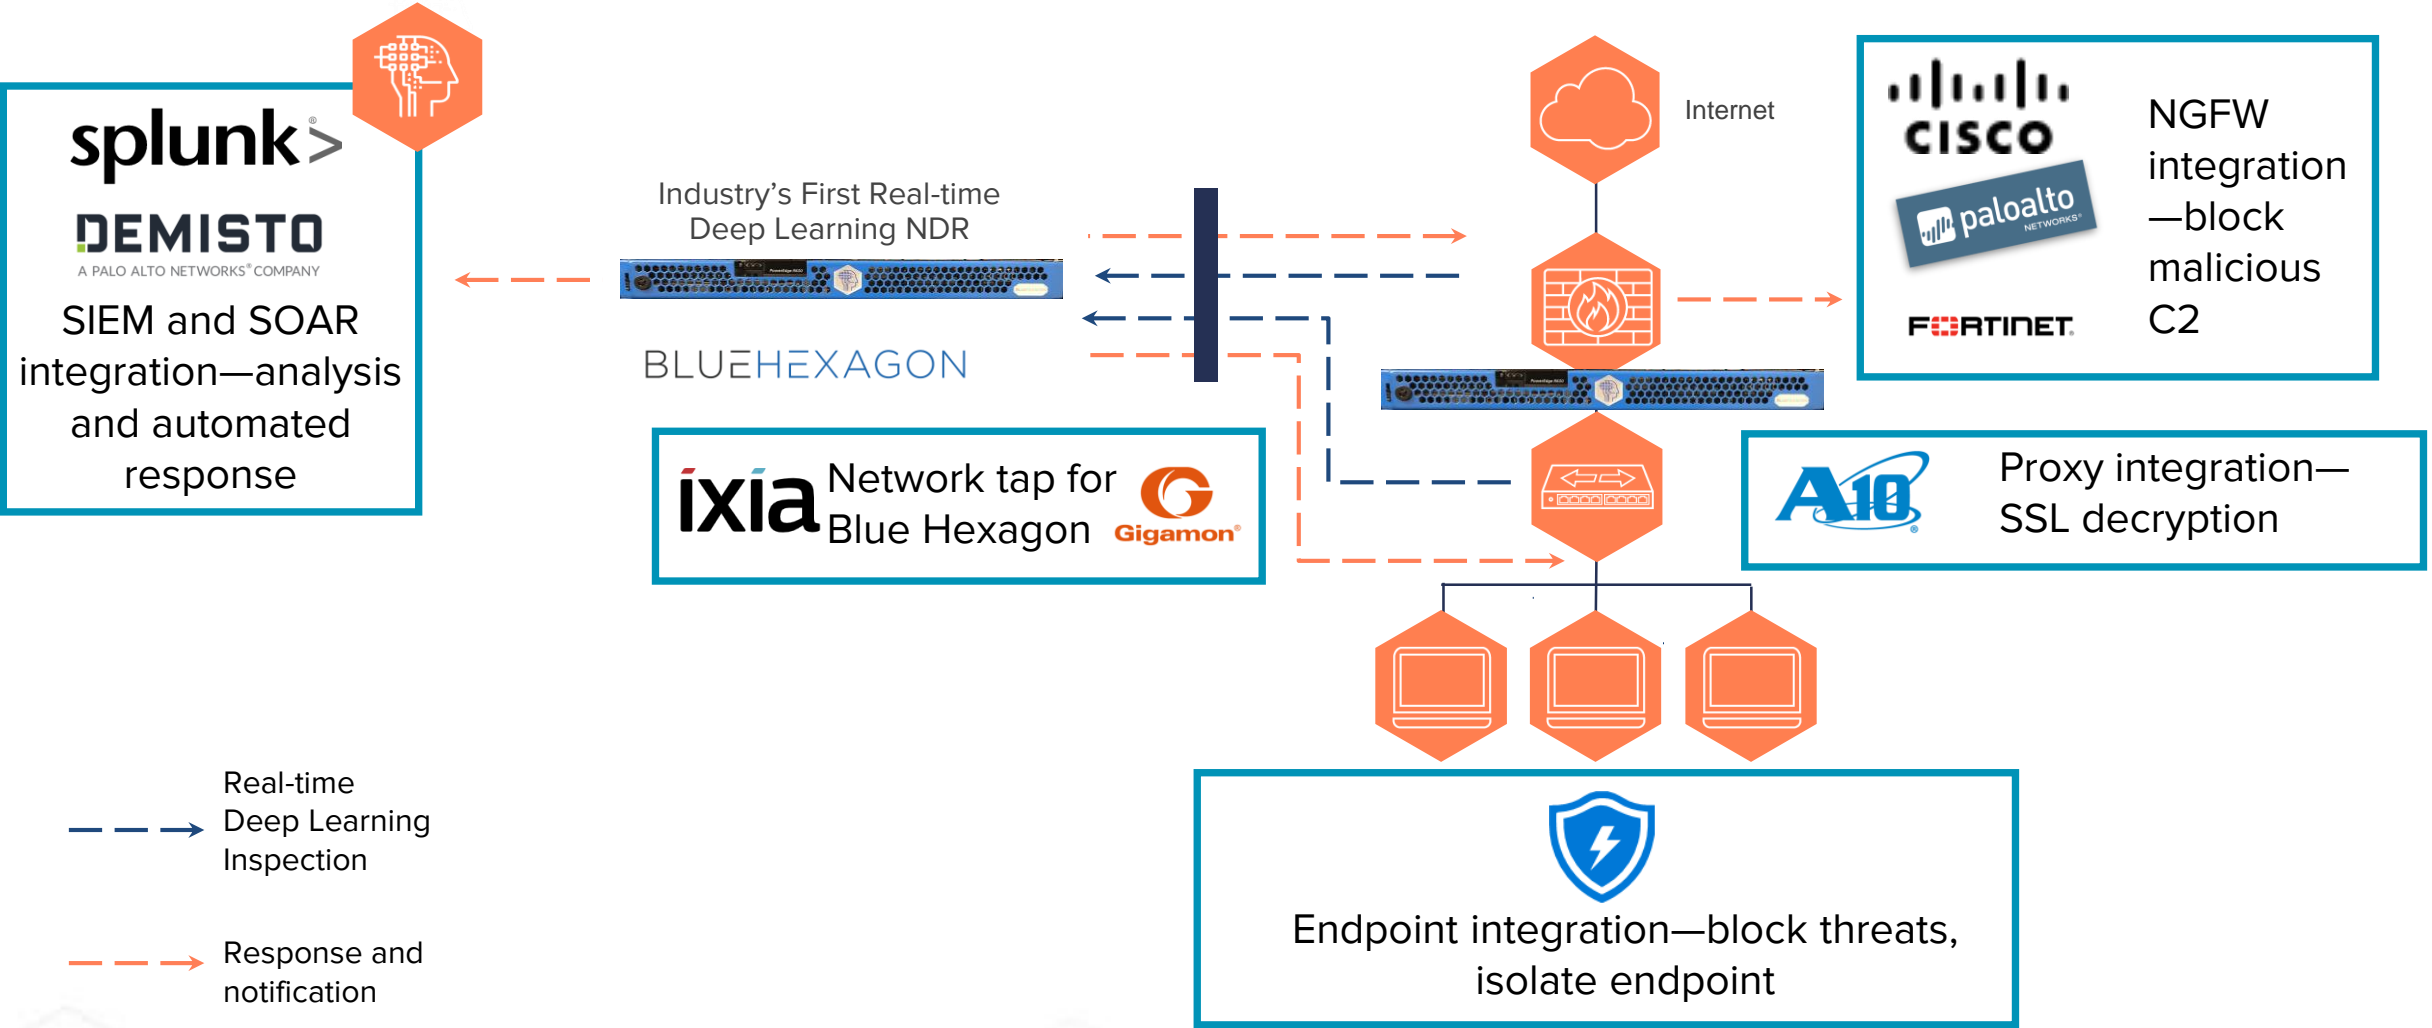 splunk>
DEMISTO
A PALO ALTO NETWORKS® COMPANY
SIEM and SOAR
integration—analysis
and automated
response
Industry's First Real-time
Deep Learning NDR
BLUEHEXAGON
ixia
Network tap for
Blue Hexagon
Gigamon®
Internet
CISCO
paloalto
NETWORKS®
FORTINET
NGFW
integration
—block
malicious
C2
A10
Proxy integration—
SSL decryption
Endpoint integration—block threats,
isolate endpoint
Real-time
Deep Learning
Inspection
Response and
notification